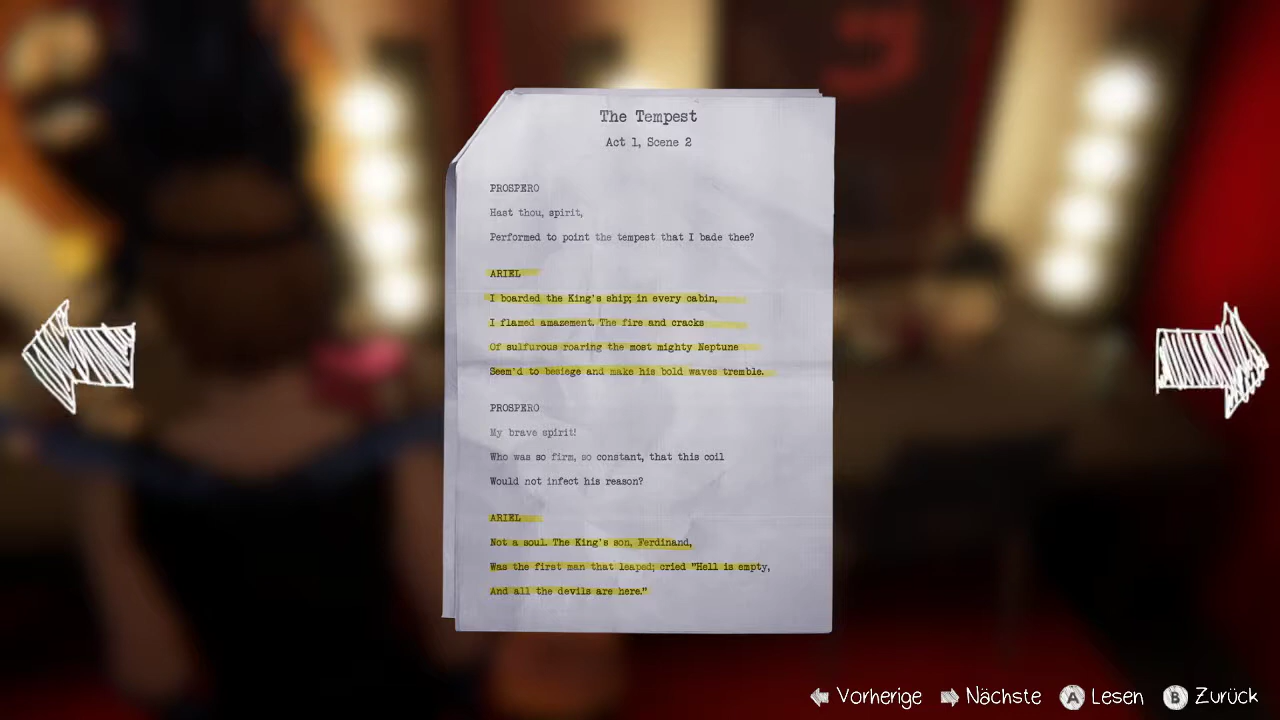 The Tempest
Act 1, Scene 2
PROSPERO
Hast thou, spirit,
Performed to point the tempest that I bade thee?
ARIEL
I boarded the King's ship; in every cabin,
I flamed amazement. The fire and cracks
Of sulfurous roaring the most mighty Neptune
Seem'd to besiege and make his bold waves tremble.
PROSPERO
My brave spirit!
Who was so firm, so constant, that this coil
Would not infect his reason?
ARIEL
Not a soul. The King's son, Ferdinand,
Was the first man that leaped; cried "Hell is empty,
And all the devils are here."
Vorherige Nächste A Lesen B Zurück